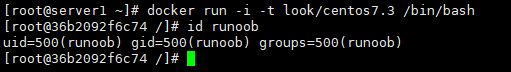 [root@server1 ~]# docker run -i -t look/centos7.3 /bin/bash
[root@36b2092f6c74 /]# id runoob
uid=500(runoob) gid=500(runoob) groups=500(runoob)
[root@36b2092f6c74 /]#